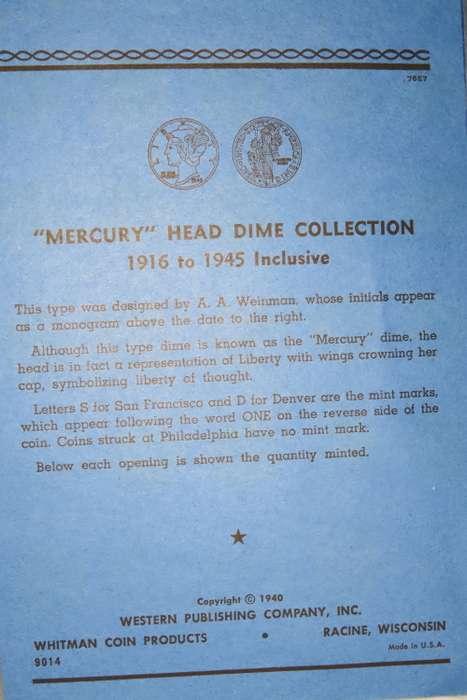 7657
"MERCURY" HEAD DIME COLLECTION
1916 to 1945 Inclusive
This type was designed by A. A. Weinman, whose initials appear
as a monogram above the date to the right.
Although this type dime is known as the "Mercury" dime, the
head is in fact a representation of Liberty with wings crowning her
cap, symbolizing liberty of thought.
Letters S for San Francisco and D for Denver are the mint marks,
which appear following the word ONE on the reverse side of the
coin. Coins struck at Philadelphia have no mint mark.
Below each opening is shown the quantity minted.
Copyright © 1940
WESTERN PUBLISHING COMPANY, INC.
WHITMAN COIN PRODUCTS • RACINE, WISCONSIN
9014 Made in U.S.A.